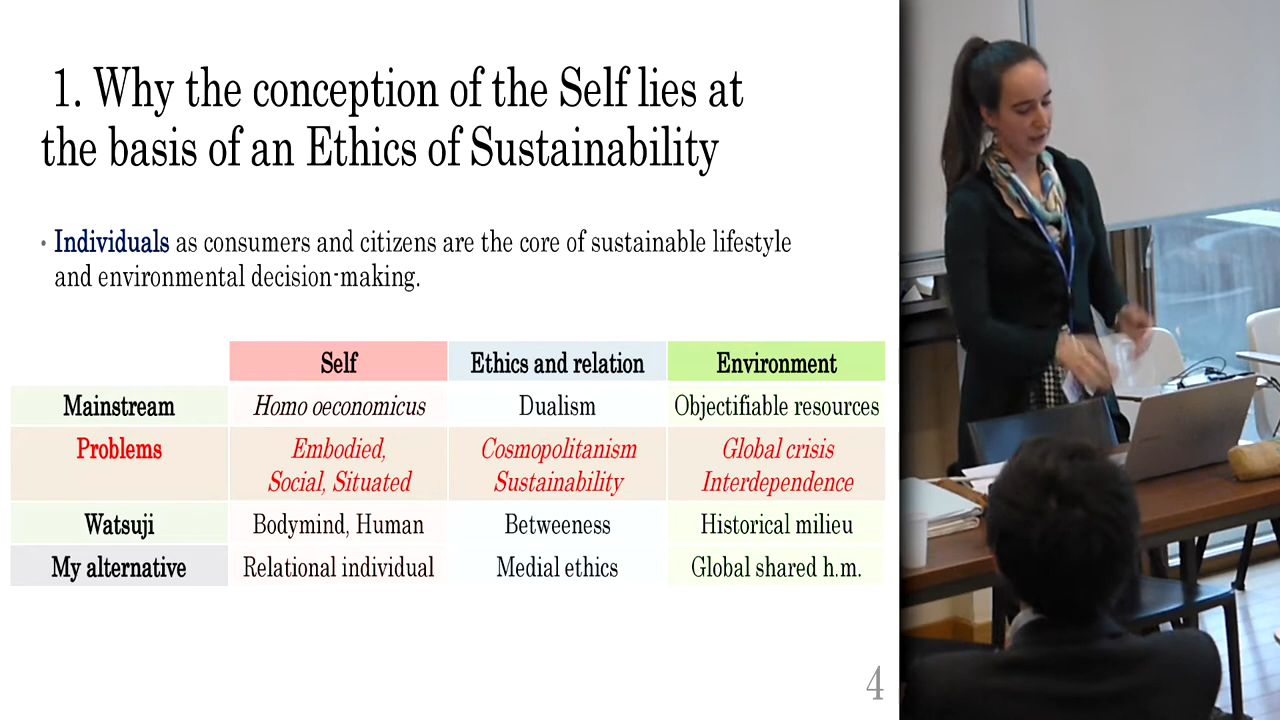 1. Why the conception of the Self lies at
the basis of an Ethics of Sustainability
• Individuals as consumers and citizens are the core of sustainable lifestyle
and environmental decision-making.
Self Ethics and relation Environment
Mainstream Homo oeconomicus Dualism Objectifiable resources
Problems Embodied, Cosmopolitanism Global crisis
Social, Situated Sustainability Interdependence
Watsuji Bodymind, Human Betweeness Historical milieu
My alternative Relational individual Medial ethics Global shared h.m.
4